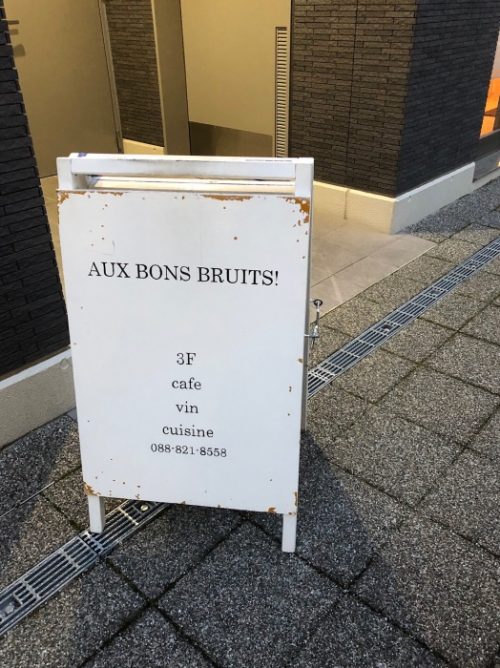 AUX BONS BRUITS!
3F
cafe
vin
cuisine
088-821-8558